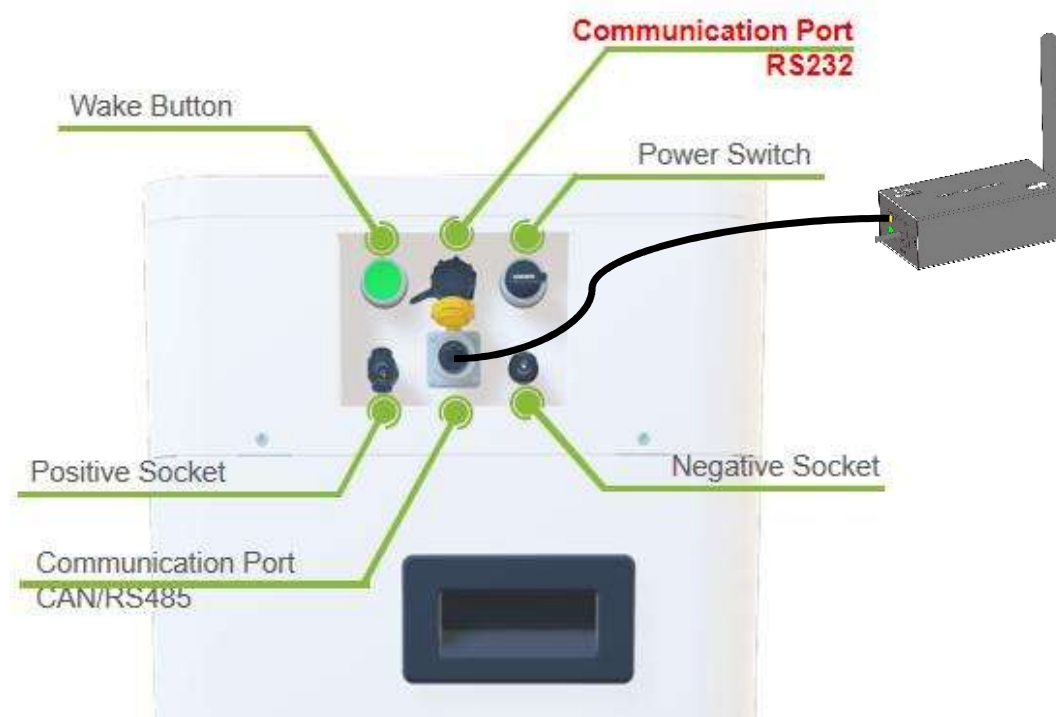 Communication Port
RS232
Wake Button
Power Switch
Positive Socket
Negative Socket
Communication Port
CAN/RS485